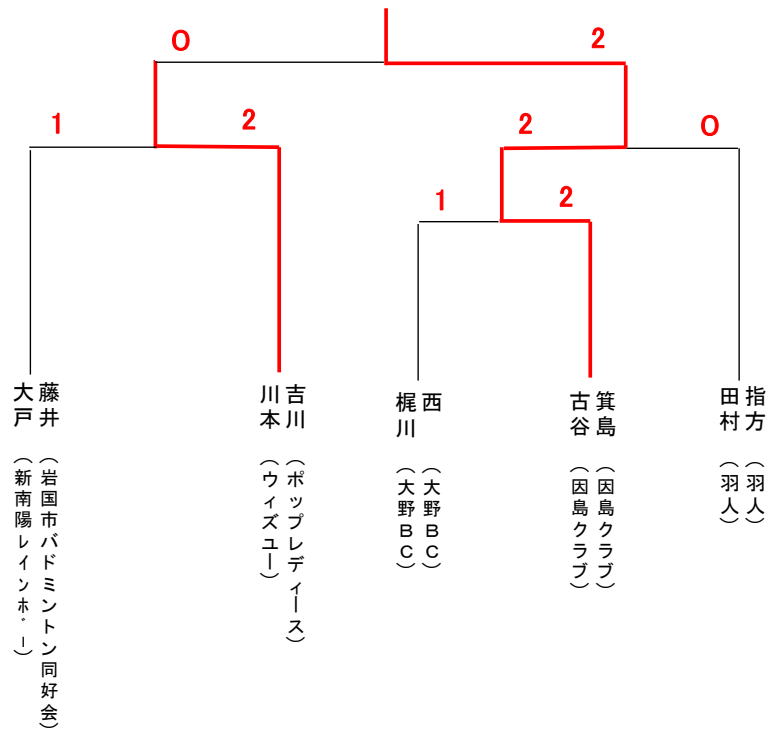 0
2
1
2
2
0
1
2
藤井（岩国市バドミントン同好会）
大戸（新南陽レインボー）
吉川（ポップレディース）
川本（ウィズユー）
西（大野BC）
梶川（大野BC）
箕島（因島クラブ）
古谷（因島クラブ）
指方（羽人）
田村（羽人）